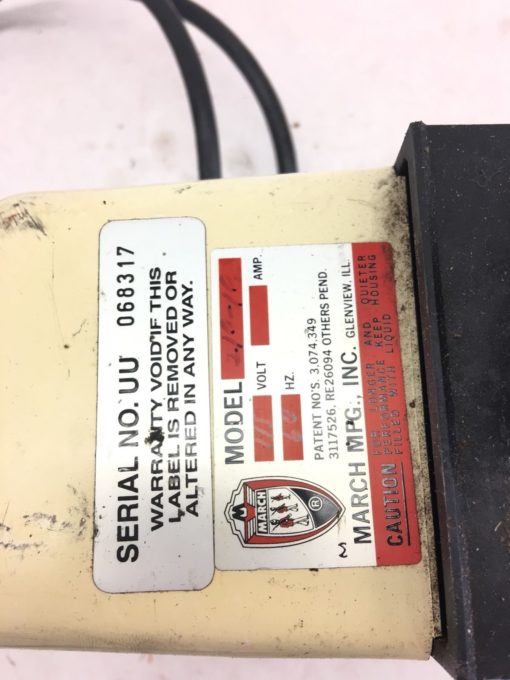 SERIAL NO. UU 068317
WARRANTY VOID IF THIS
LABEL IS REMOVED OR
ALTERED IN ANY WAY.
MODEL
VOLT AMP.
60 HZ.
PATENT NO'S. 3,074,349
3117526, RE26094 OTHERS PEND.
MARCH MFG., INC. GLENVIEW, ILL.
CAUTION FOR LONGER AND QUIETER
PERFORMANCE KEEP HOUSING
FILLED WITH LIQUID
M
MARCH
®